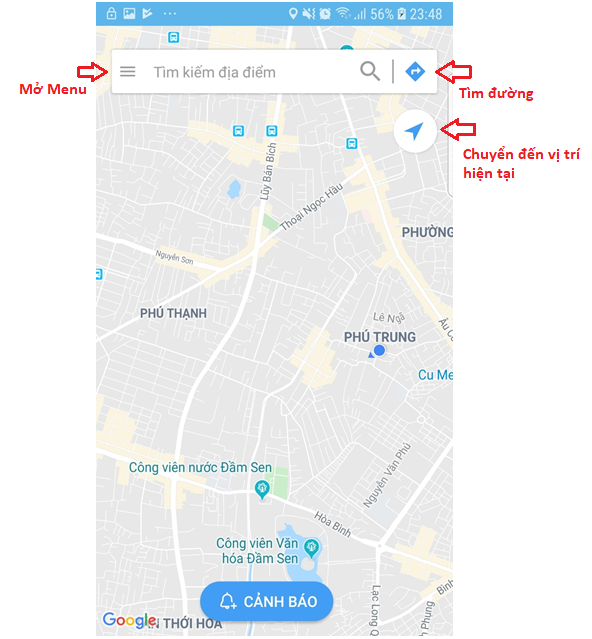 56% 23:48
Mở Menu
Tìm kiếm địa điểm
Tìm đường
Chuyển đến vị trí
hiện tại
Lũy Bán Bích
Thoại Ngọc Hầu
PHƯỜNG
Nguyễn Sơn
PHÚ THẠNH
Lê Ngã
PHÚ TRUNG
Âu Cơ
Cu Me
Nguyễn Văn Phú
Công viên nước Đầm Sen
Hòa Bình
Công viên Văn
hóa Đầm Sen
Lạc Long Q
Bình
Phụng
CẢNH BÁO
Google
N THỚI HÒA